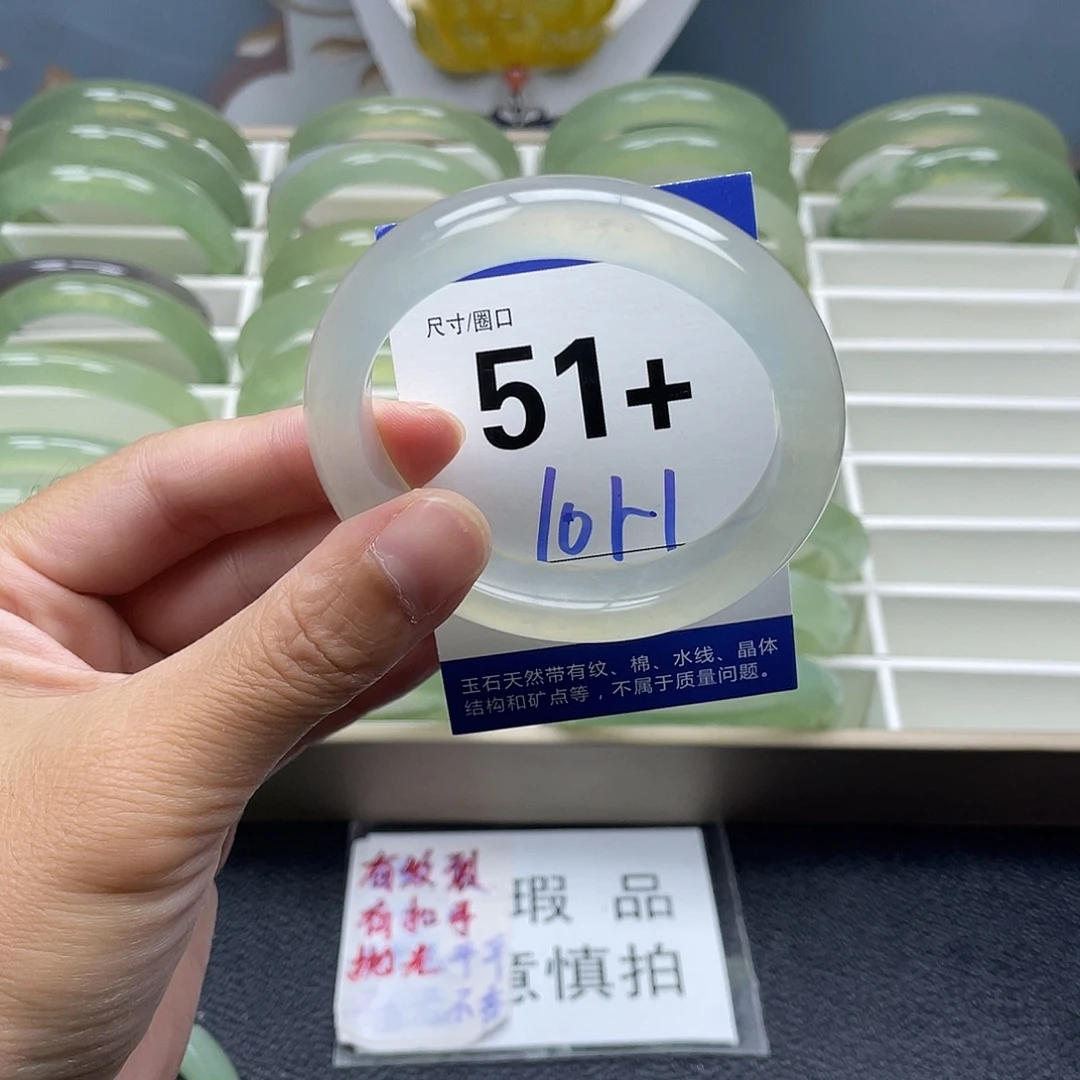 尺寸/圈口
51+
玉石天然带有纹、棉、水线、晶体
结构和矿点等，不属于质量问题。
有纹裂
有扣手
抛光
瑕 品
慎拍